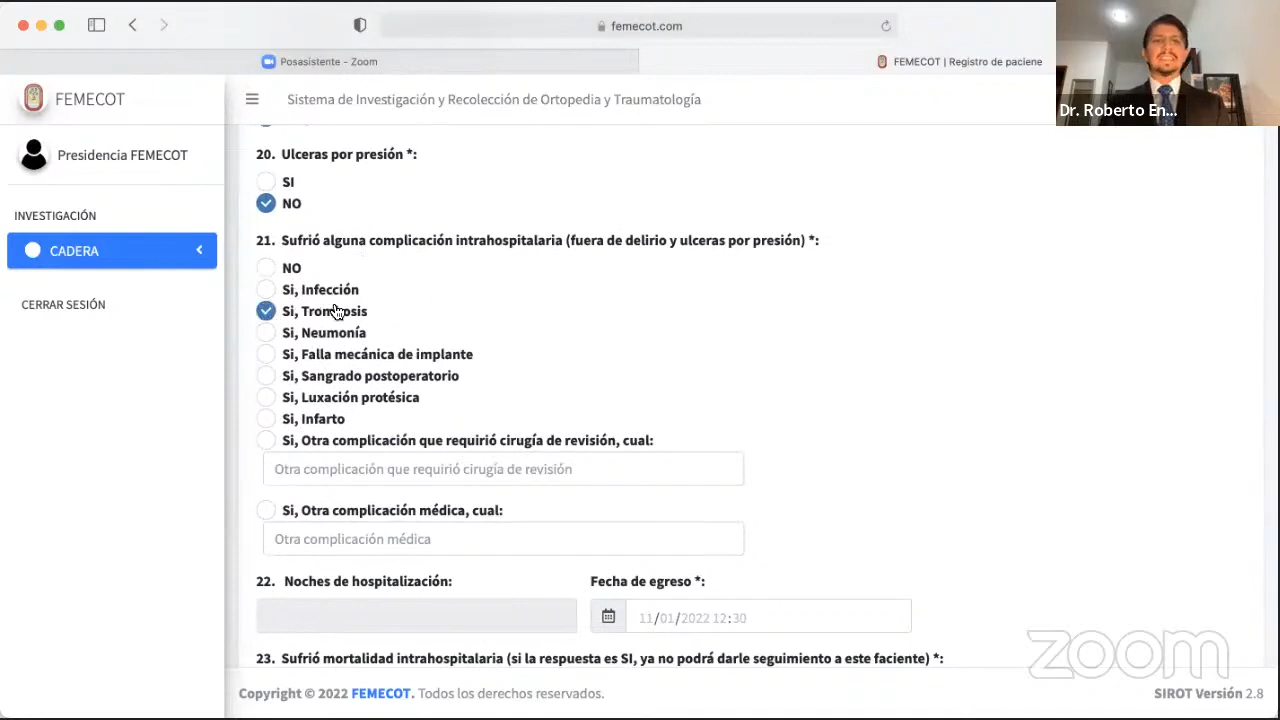 femecot.com
Posasistente - Zoom
FEMECOT | Registro de paciene
Dr. Roberto En...
FEMECOT
Sistema de Investigación y Recolección de Ortopedia y Traumatología
Presidencia FEMECOT
INVESTIGACIÓN
CADERA
CERRAR SESIÓN
20. Ulceras por presión *:
SI
NO
21. Sufrió alguna complicación intrahospitalaria (fuera de delirio y ulceras por presión) *:
NO
Si, Infección
Si, Trombosis
Si, Neumonía
Si, Falla mecánica de implante
Si, Sangrado postoperatorio
Si, Luxación protésica
Si, Infarto
Si, Otra complicación que requirió cirugía de revisión, cual:
Otra complicación que requirió cirugía de revisión
Si, Otra complicación médica, cual:
Otra complicación médica
22. Noches de hospitalización:
Fecha de egreso *:
11/01/2022 12:30
23. Sufrió mortalidad intrahospitalaria (si la respuesta es SI, ya no podrá darle seguimiento a este faciente) *:
zoom
Copyright © 2022 FEMECOT. Todos los derechos reservados.
SIROT Versión 2.8